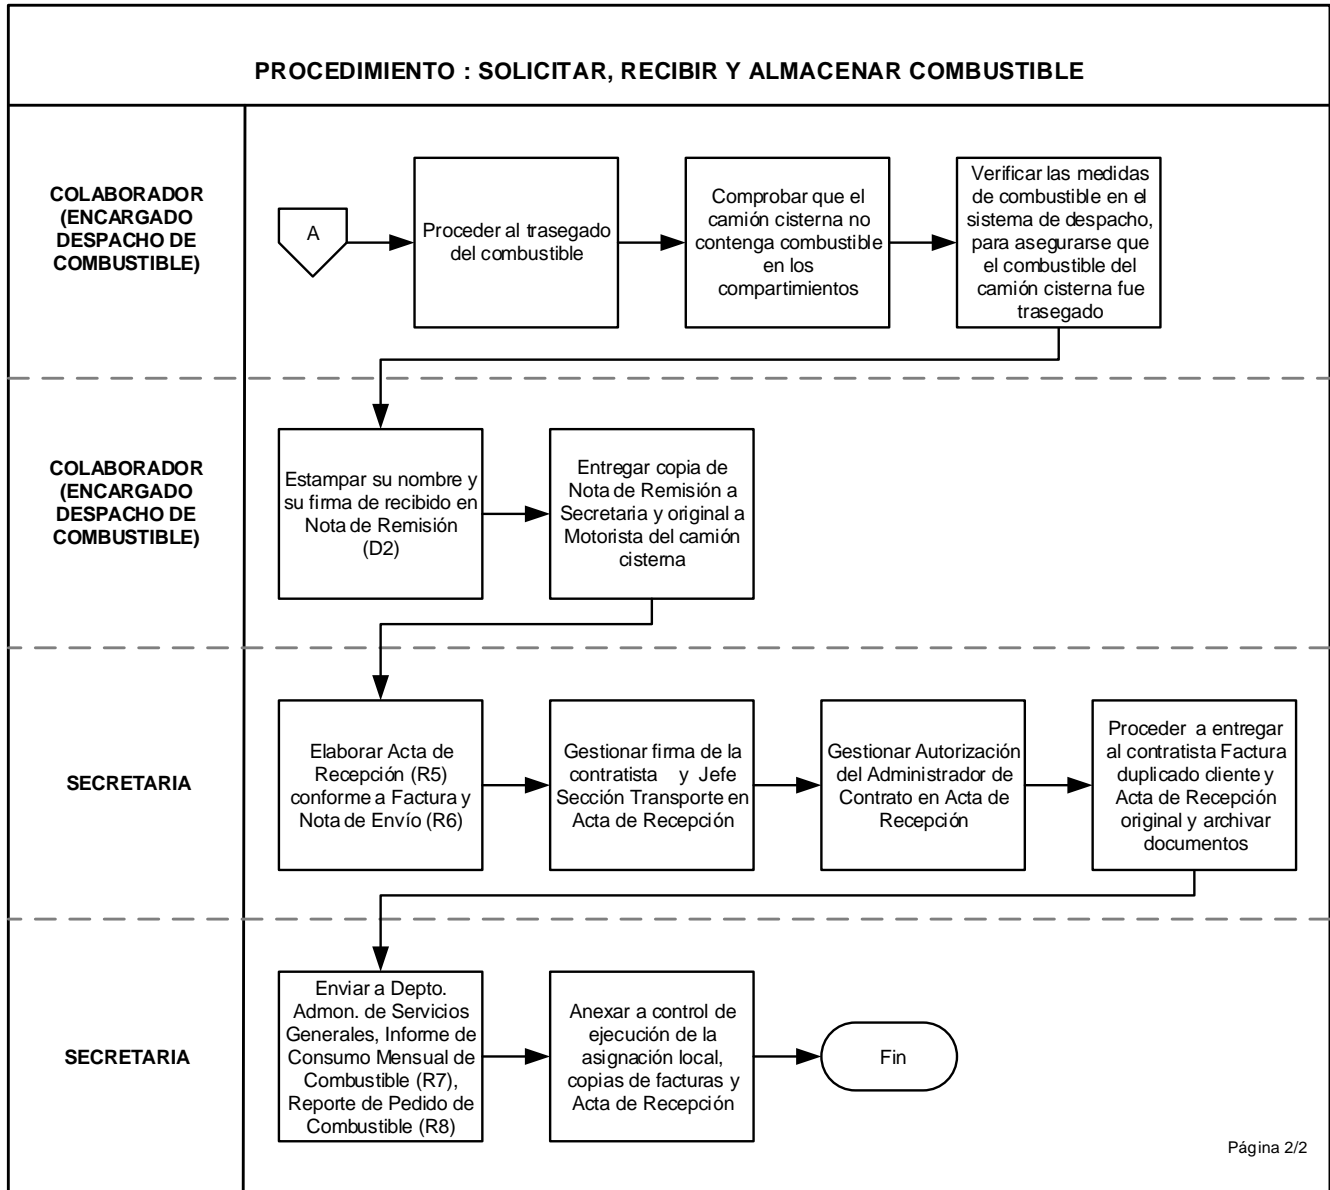 PROCEDIMIENTO : SOLICITAR, RECIBIR Y ALMACENAR COMBUSTIBLE
COLABORADOR
(ENCARGADO
DESPACHO DE
COMBUSTIBLE)
A
Proceder al trasegado
del combustible
Comprobar que el
camión cisterna no
contenga combustible
en los
compartimientos
Verificar las medidas
de combustible en el
sistema de despacho,
para asegurarse que
el combustible del
camión cisterna fue
trasegado
COLABORADOR
(ENCARGADO
DESPACHO DE
COMBUSTIBLE)
Estampar su nombre y
su firma de recibido en
Nota de Remisión
(D2)
Entregar copia de
Nota de Remisión a
Secretaria y original a
Motorista del camión
cisterna
SECRETARIA
Elaborar Acta de
Recepción (R5)
conforme a Factura y
Nota de Envío (R6)
Gestionar firma de la
contratista y Jefe
Sección Transporte en
Acta de Recepción
Gestionar Autorización
del Administrador de
Contrato en Acta de
Recepción
Proceder a entregar
al contratista Factura
duplicado cliente y
Acta de Recepción
original y archivar
documentos
SECRETARIA
Enviar a Depto.
Admon. de Servicios
Generales, Informe de
Consumo Mensual de
Combustible (R7),
Reporte de Pedido de
Combustible (R8)
Anexar a control de
ejecución de la
asignación local,
copias de facturas y
Acta de Recepción
Fin
Página 2/2